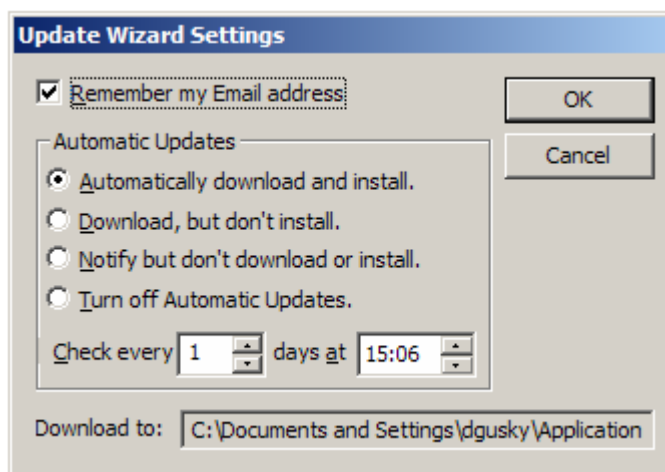 Update Wizard Settings
Remember my Email address
OK
Automatic Updates
Cancel
Automatically download and install.
Download, but don't install.
Notify but don't download or install.
Turn off Automatic Updates.
Check every 1 days at 15:06
Download to: C:\Documents and Settings\dgusky\Application